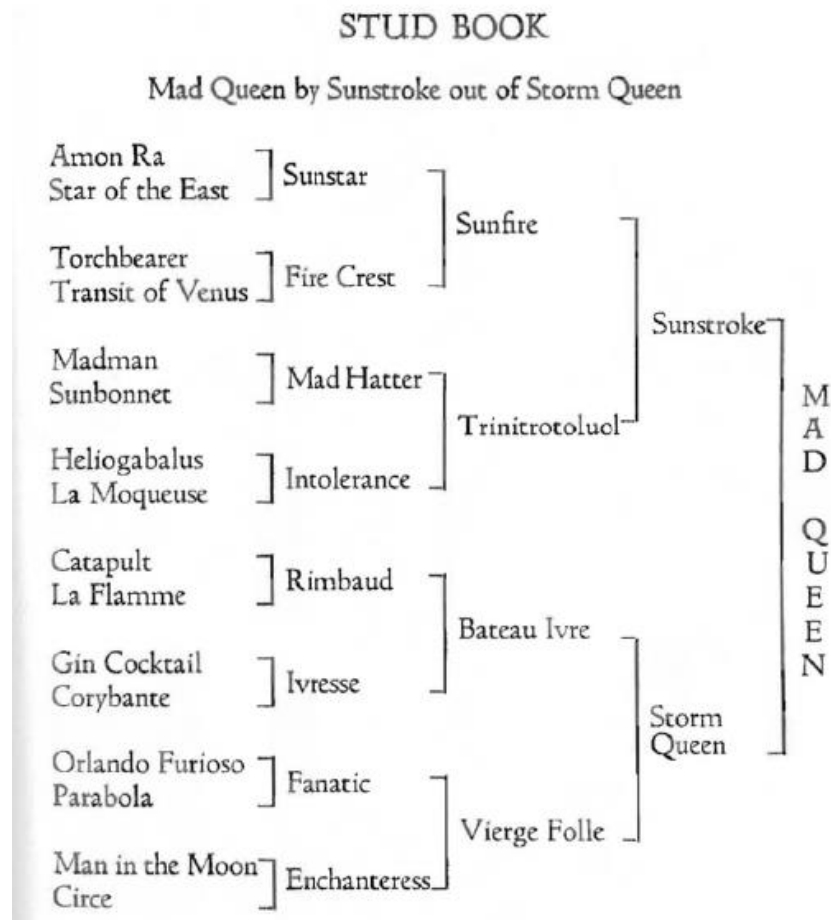 STUD BOOK
Mad Queen by Sunstroke out of Storm Queen
Amon Ra
Star of the East
Sunstar
Sunfire
Torchbearer
Transit of Venus
Fire Crest
Sunstroke
Madman
Sunbonnet
Mad Hatter
Trinitrotoluol
Heliogabalus
La Moqueuse
Intolerance
MAD QUEEN
Catapult
La Flamme
Rimbaud
Bateau Ivre
Gin Cocktail
Corybante
Ivresse
Storm
Queen
Orlando Furioso
Parabola
Fanatic
Vierge Folle
Man in the Moon
Circe
Enchanteress